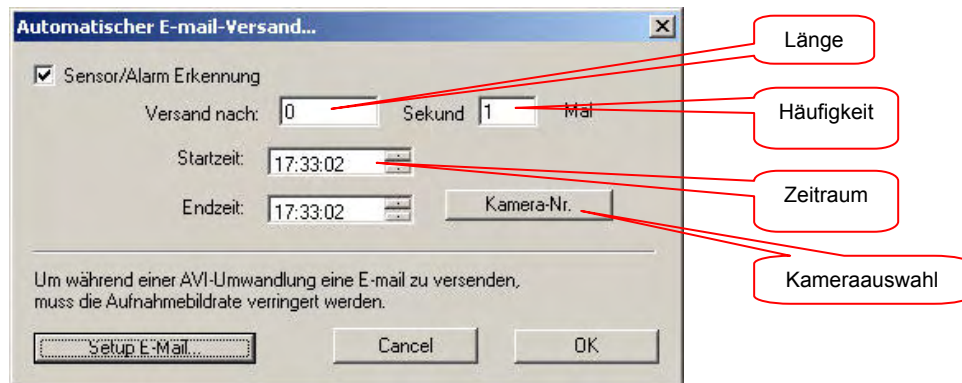 Automatischer E-mail-Versand...
Länge
Sensor/Alarm Erkennung
Versand nach: 0 Sekund 1 Mal
Häufigkeit
Startzeit: 17:33:02
Zeitraum
Endzeit: 17:33:02 Kamera-Nr.
Um während einer AVI-Umwandlung eine E-mail zu versenden,
muss die Aufnahmebildrate verringert werden.
Kameraauswahl
Setup E-Mail... Cancel OK